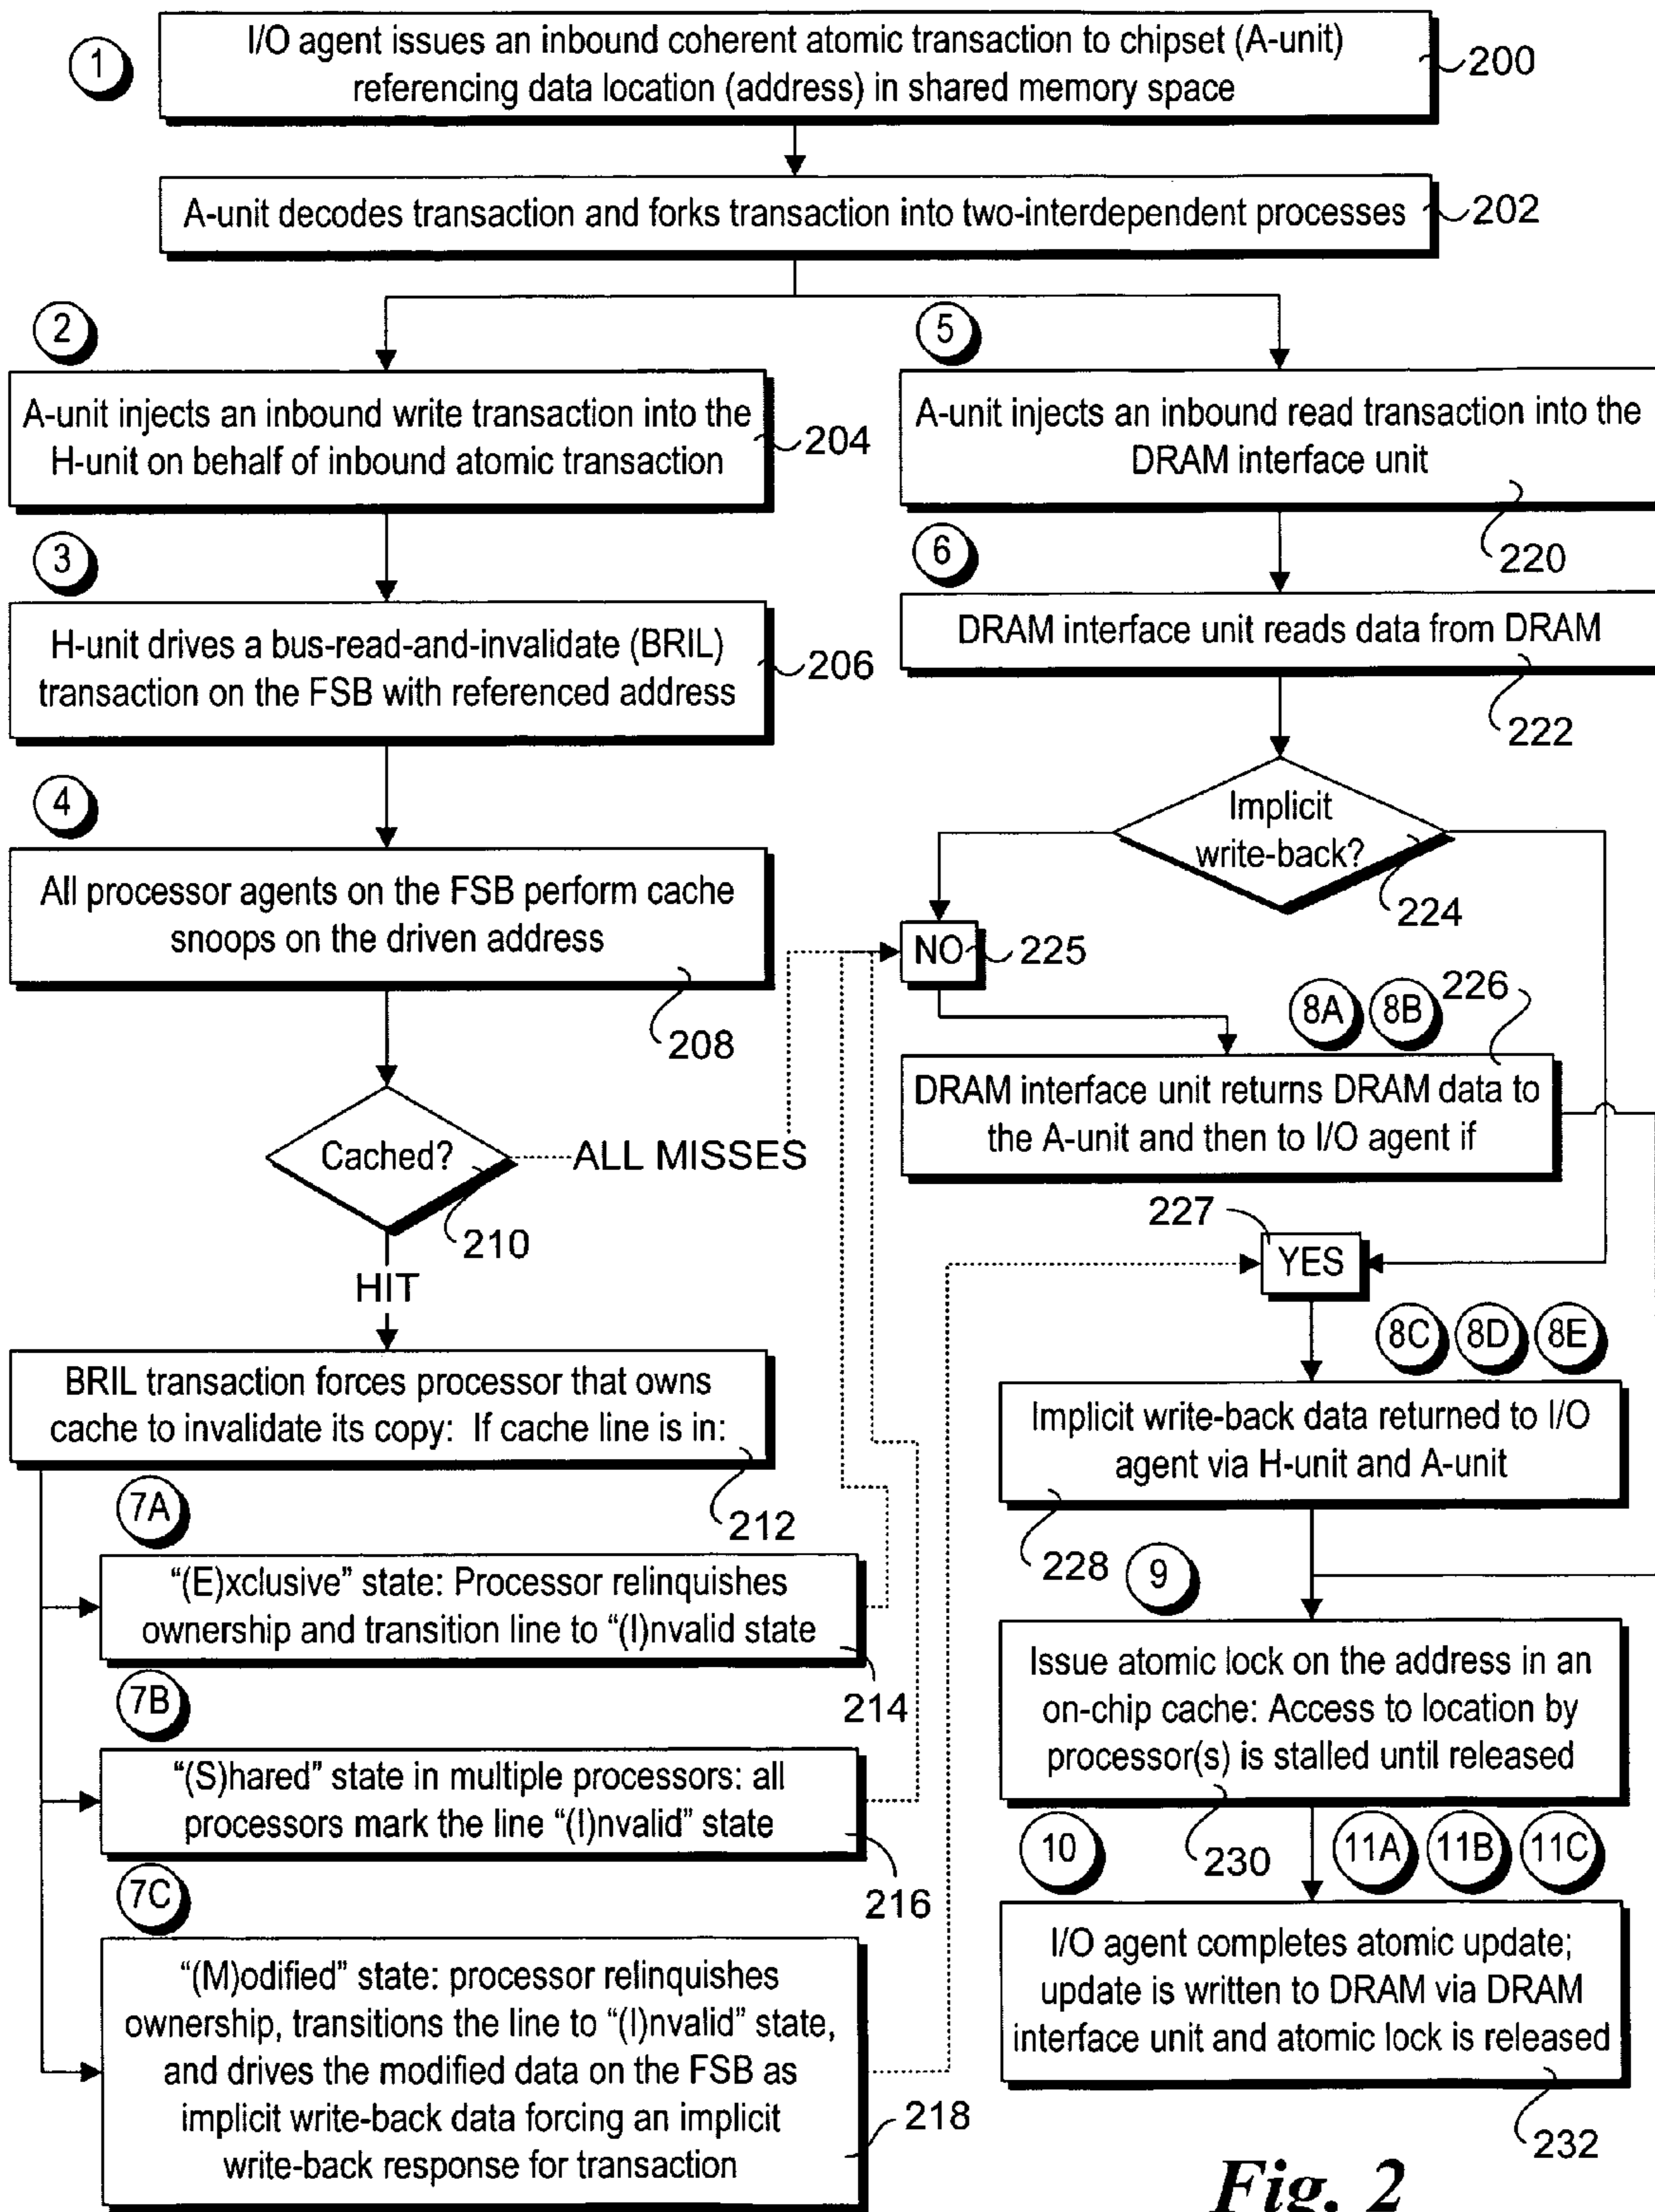 1
I/O agent issues an inbound coherent atomic transaction to chipset (A-unit)
referencing data location (address) in shared memory space
200
A-unit decodes transaction and forks transaction into two-interdependent processes
202
2
A-unit injects an inbound write transaction into the
H-unit on behalf of inbound atomic transaction
204
3
H-unit drives a bus-read-and-invalidate (BRIL)
transaction on the FSB with referenced address
206
4
All processor agents on the FSB perform cache
snoops on the driven address
208
Cached?
210
ALL MISSES
HIT
BRIL transaction forces processor that owns
cache to invalidate its copy: If cache line is in:
212
7A
“(E)xclusive” state: Processor relinquishes
ownership and transition line to “(I)nvalid state
214
7B
“(S)hared” state in multiple processors: all
processors mark the line “(I)nvalid” state
216
7C
“(M)odified” state: processor relinquishes
ownership, transitions the line to “(I)nvalid” state,
and drives the modified data on the FSB as
implicit write-back data forcing an implicit
write-back response for transaction
218
5
A-unit injects an inbound read transaction into the
DRAM interface unit
220
6
DRAM interface unit reads data from DRAM
222
Implicit
write-back?
224
NO
225
8A 8B
226
DRAM interface unit returns DRAM data to
the A-unit and then to I/O agent if
227
YES
8C 8D 8E
Implicit write-back data returned to I/O
agent via H-unit and A-unit
228
9
Issue atomic lock on the address in an
on-chip cache: Access to location by
processor(s) is stalled until released
230
10
11A 11B 11C
I/O agent completes atomic update;
update is written to DRAM via DRAM
interface unit and atomic lock is released
232
Fig. 2